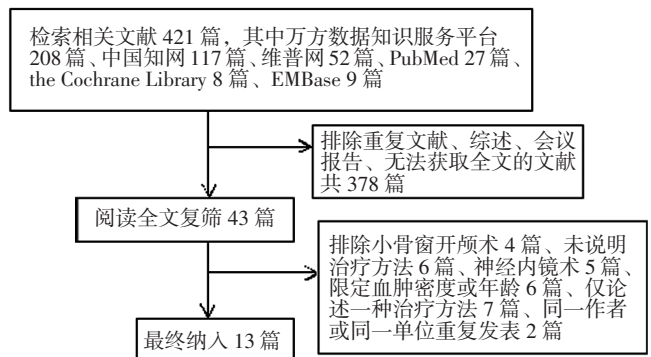 检索相关文献 421 篇，其中万方数据知识服务平台
208 篇、中国知网 117 篇、维普网 52 篇、PubMed 27 篇、
the Cochrane Library 8 篇、EMBase 9 篇
排除重复文献、综述、会议
报告、无法获取全文的文献
共 378 篇
阅读全文复筛 43 篇
排除小骨窗开颅术 4 篇、未说明
治疗方法 6 篇、神经内镜术 5 篇、
限定血肿密度或年龄 6 篇、仅论
述一种治疗方法 7 篇、同一作者
或同一单位重复发表 2 篇
最终纳入 13 篇